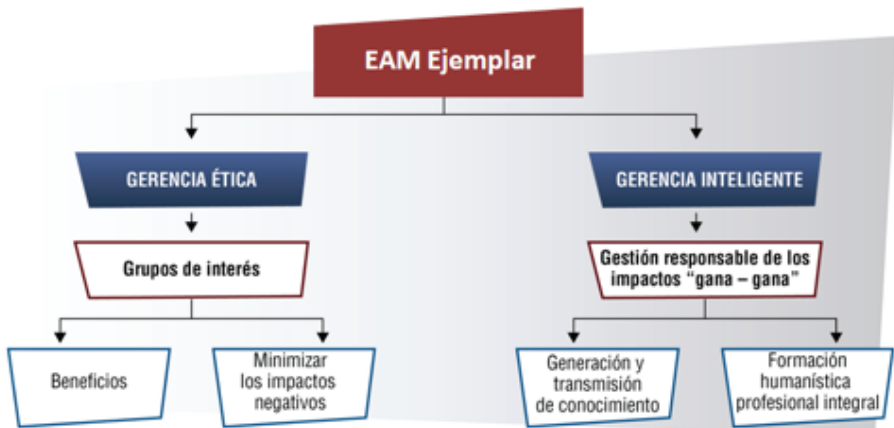 EAM Ejemplar
GERENCIA ÉTICA
GERENCIA INTELIGENTE
Grupos de interés
Gestión responsable de los
impactos “gana – gana”
Beneficios
Minimizar
los impactos
negativos
Generación y
transmisión
de conocimiento
Formación
humanística
profesional integral